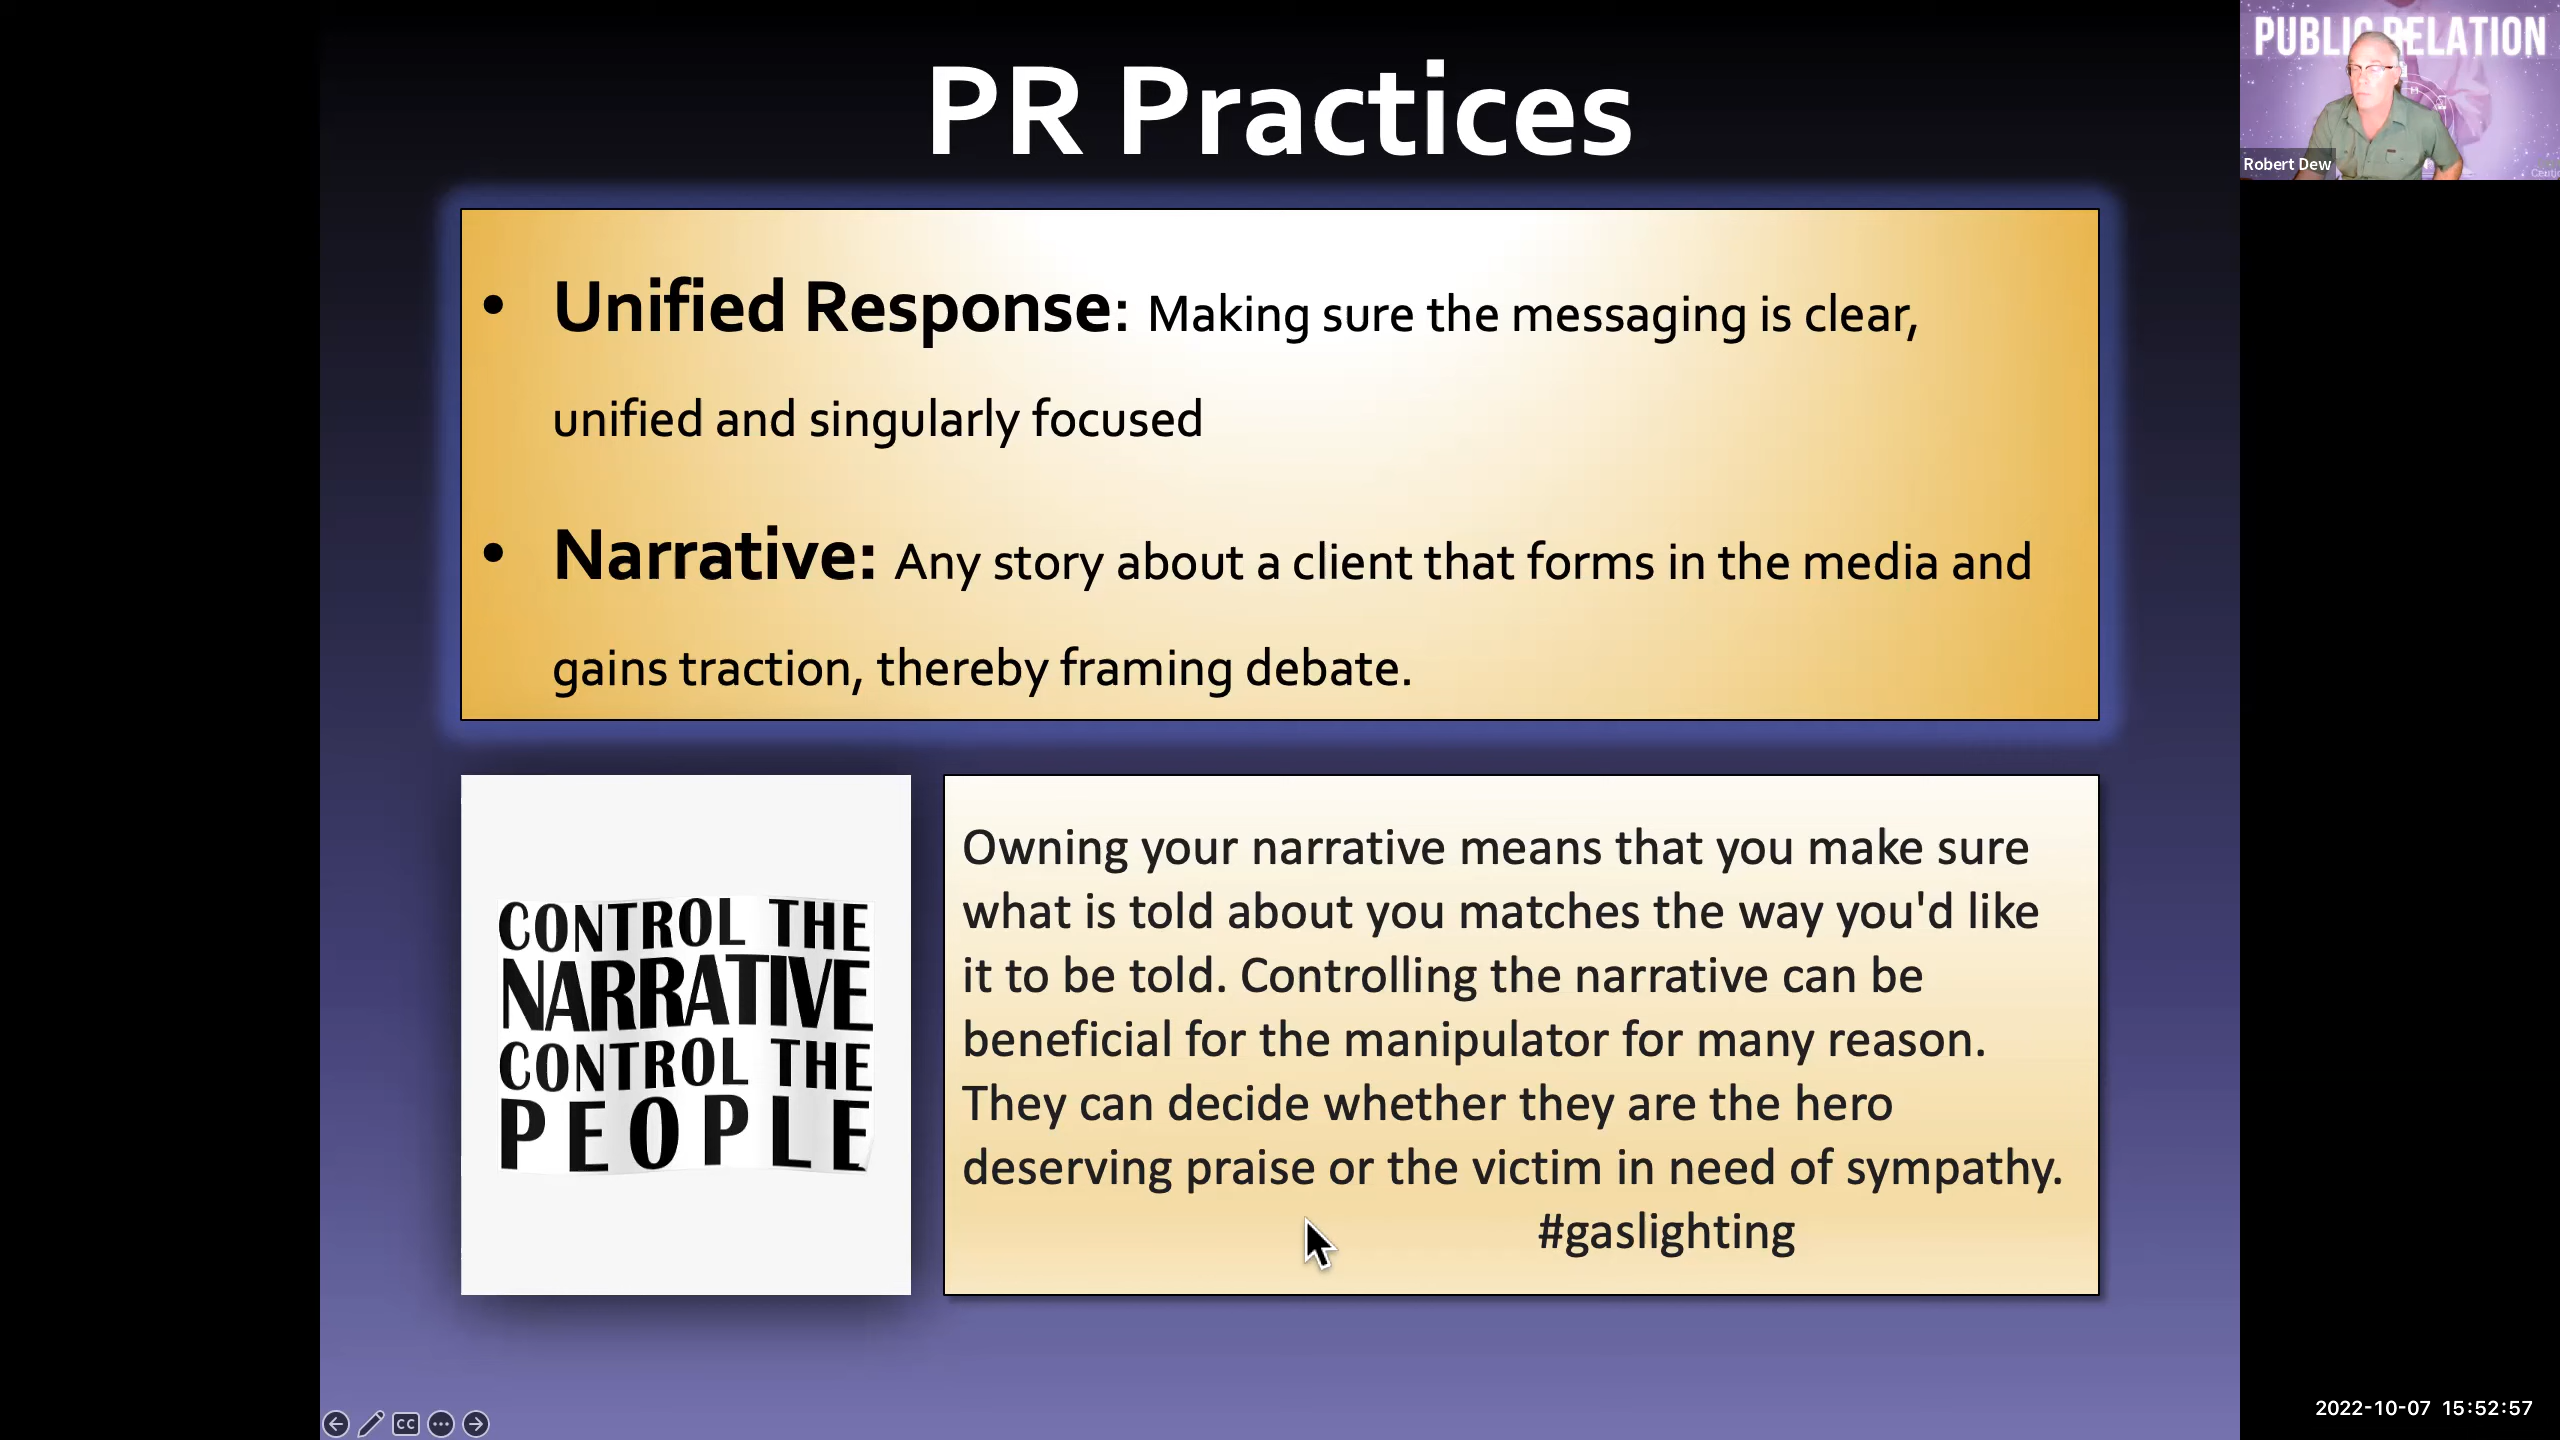 PR Practices
PUBLIC RELATION
Robert Dew
• Unified Response: Making sure the messaging is clear,
unified and singularly focused
• Narrative: Any story about a client that forms in the media and
gains traction, thereby framing debate.
CONTROL THE
NARRATIVE
CONTROL THE
PEOPLE
Owning your narrative means that you make sure
what is told about you matches the way you'd like
it to be told. Controlling the narrative can be
beneficial for the manipulator for many reason.
They can decide whether they are the hero
deserving praise or the victim in need of sympathy.
#gaslighting
CC
2022-10-07 15:52:57